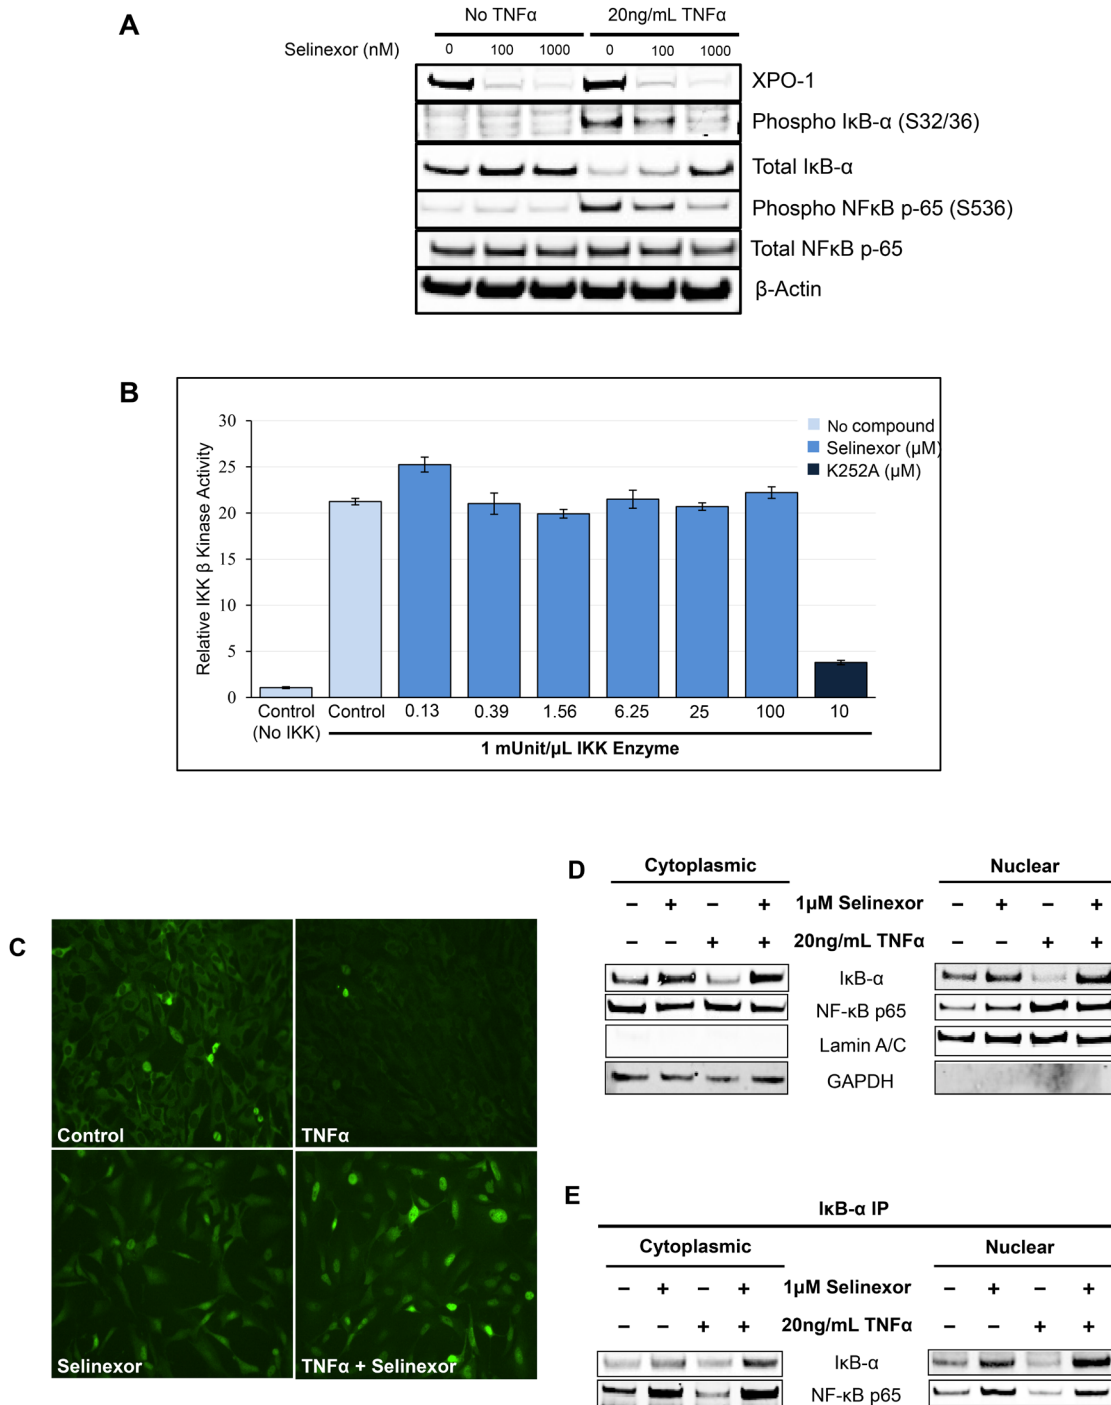 A
No TNFα 20ng/mL TNFα
Selinexor (nM) 0 100 1000 0 100 1000
XPO-1
Phospho IκB-α (S32/36)
Total IκB-α
Phospho NFκB p-65 (S536)
Total NFκB p-65
β-Actin
B
Relative IKK β Kinase Activity
30
25
20
15
10
5
0
No compound
Selinexor (µM)
K252A (µM)
Control (No IKK) Control 0.13 0.39 1.56 6.25 25 100 10
1 mUnit/µL IKK Enzyme
C
Control
TNFα
Selinexor
TNFα + Selinexor
D
Cytoplasmic Nuclear
– + – + 1µM Selinexor – + – +
– – + + 20ng/mL TNFα – – + +
IκB-α
NF-κB p65
Lamin A/C
GAPDH
E
IκB-α IP
Cytoplasmic Nuclear
– + – + 1µM Selinexor – + – +
– – + + 20ng/mL TNFα – – + +
IκB-α
NF-κB p65